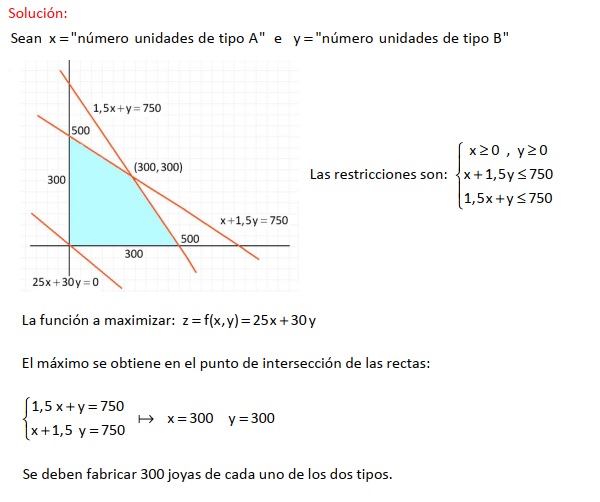 Solución:
Sean x="número unidades de tipo A" e y="número unidades de tipo B"
1,5x+y=750
500
(300,300)
300
x+1,5y=750
500
300
25x+30y=0
Las restricciones son: { x≥0 , y≥0
x+1,5y≤750
1,5x+y≤750
La función a maximizar: z=f(x,y)=25x+30y
El máximo se obtiene en el punto de intersección de las rectas:
{ 1,5 x+y=750
x+1,5 y=750 ↦ x=300 y=300
Se deben fabricar 300 joyas de cada uno de los dos tipos.